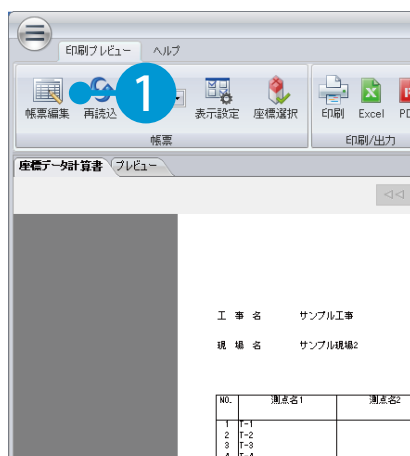 印刷プレビュー ヘルプ
1
帳票編集 再読込 表示設定 座標選択 印刷 Excel
帳票 印刷/出力
座標データ計算書 プレビュー
工 事 名 サンプル工事
現 場 名 サンプル現場2
NO. 測点名1 測点名2
1 T-1
2 T-2
3 T-3
4 T-4